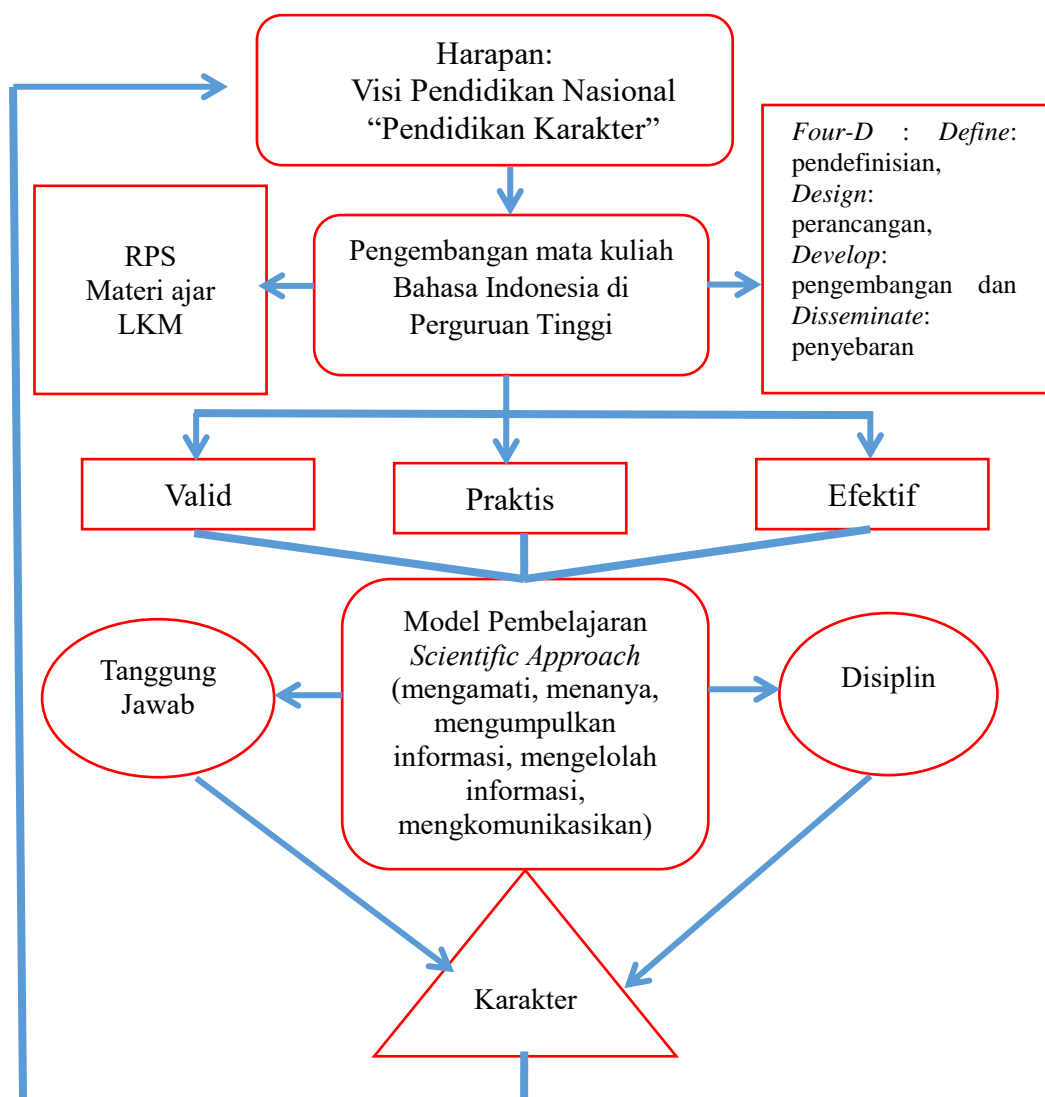 Harapan:
Visi Pendidikan Nasional
“Pendidikan Karakter”
RPS
Materi ajar
LKM
Pengembangan mata kuliah
Bahasa Indonesia di
Perguruan Tinggi
Four-D : Define:
pendefinisian,
Design:
perancangan,
Develop:
pengembangan dan
Disseminate:
penyebaran
Valid
Praktis
Efektif
Tanggung
Jawab
Model Pembelajaran
Scientific Approach
(mengamati, menanya,
mengumpulkan
informasi, mengelolah
informasi,
mengkomunikasikan)
Disiplin
Karakter